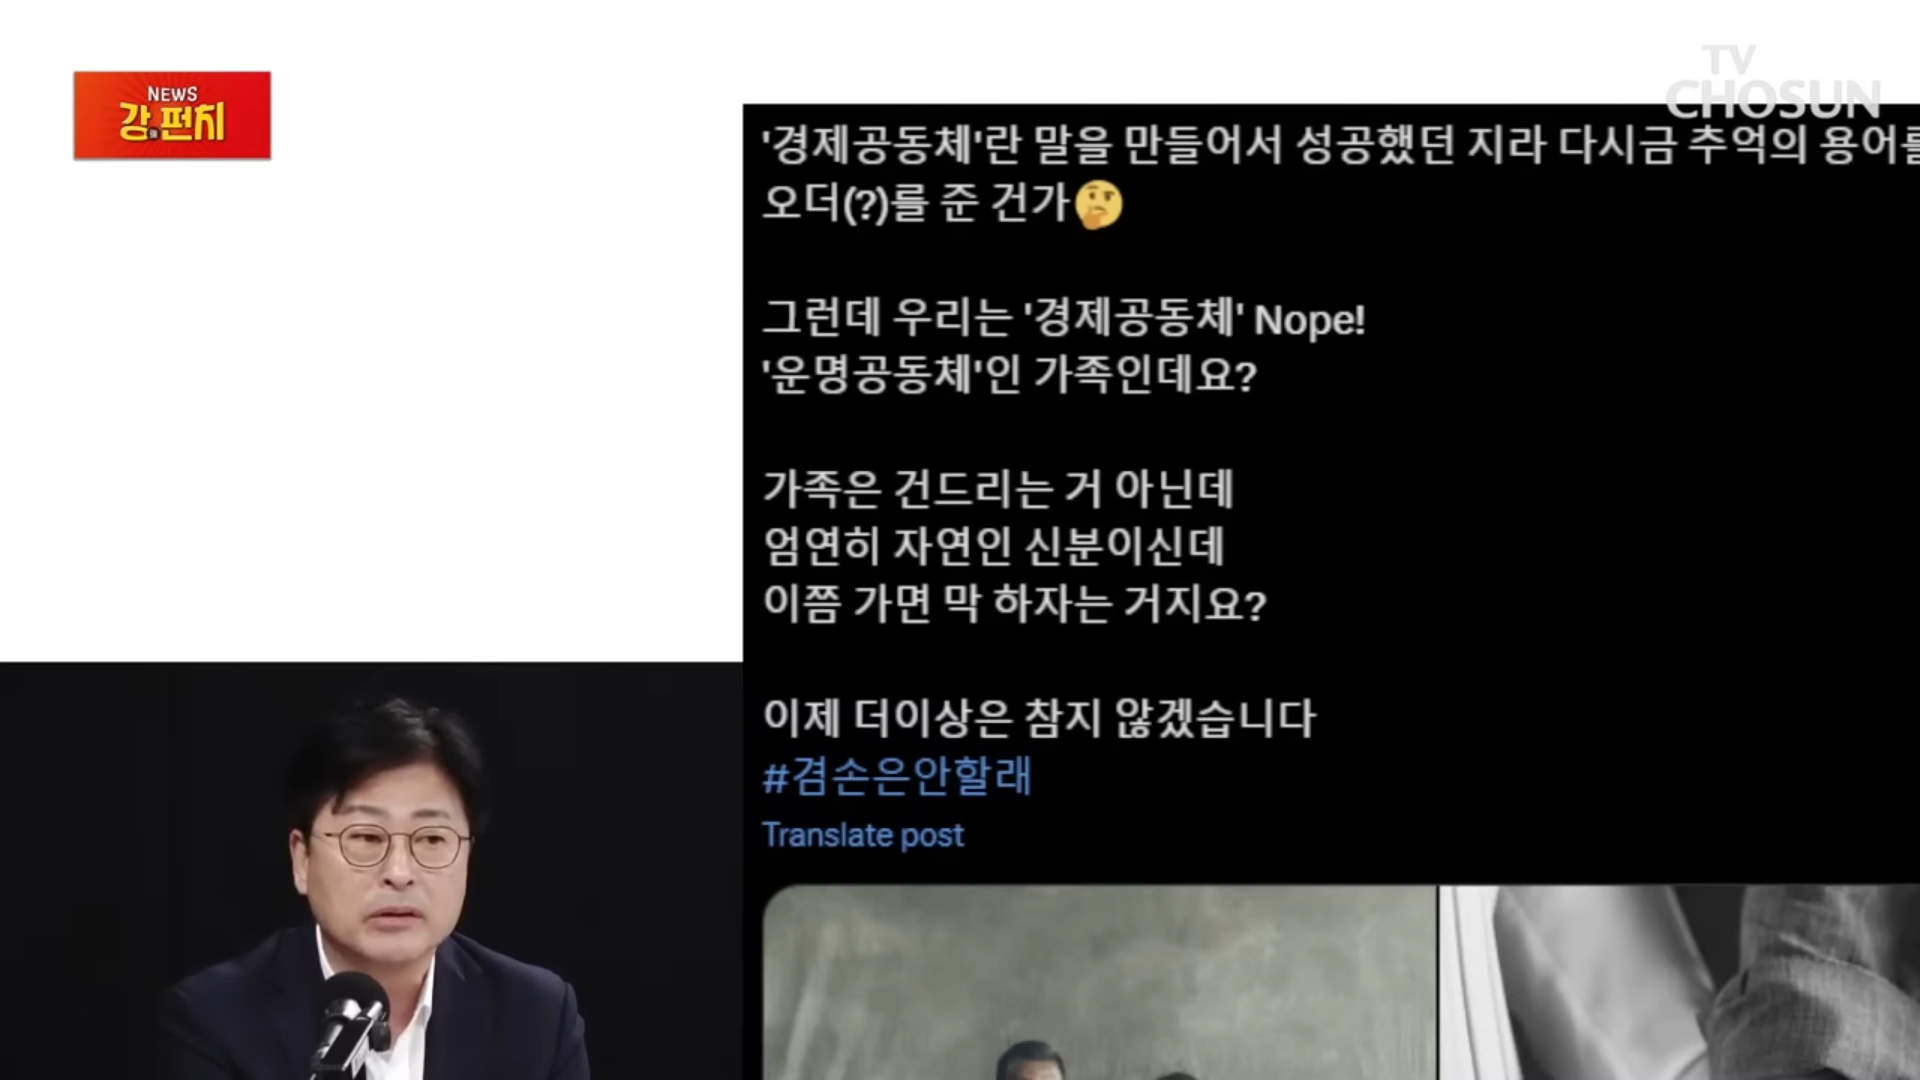 NEWS
강펀치
TV
CHOSUN
'경제공동체'란 말을 만들어서 성공했던 지라 다시금 추억의 용어를
오더(?)를 준 건가🤔
그런데 우리는 '경제공동체' Nope!
'운명공동체'인 가족인데요?
가족은 건드리는 거 아닌데
엄연히 자연인 신분이신데
이쯤 가면 막 하자는 거지요?
이제 더이상은 참지 않겠습니다
#겸손은안할래
Translate post